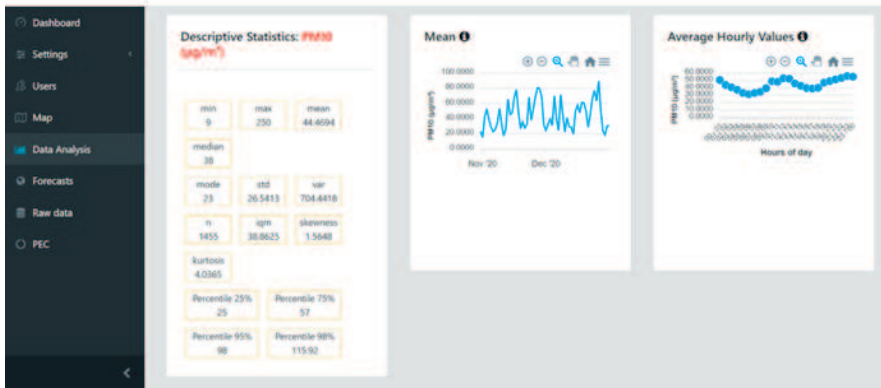 Dashboard
Settings
Users
Map
Data Analysis
Forecasts
Raw data
PEC
Descriptive Statistics: PM10
(µg/m³)
min max mean
9 250 44.4694
median
38
mode std var
23 26.5413 704.4418
n iqm skewness
1455 38.8625 1.5648
kurtosis
4.0365
Percentile 25% Percentile 75%
25 57
Percentile 95% Percentile 98%
98 115.92
Mean
100.0000
80.0000
60.0000
40.0000
20.0000
0.0000
PM10 (µg/m³)
Nov '20 Dec '20
Average Hourly Values
60.0000
50.0000
40.0000
30.0000
20.0000
10.0000
0.0000
PM10 (µg/m³)
Hours of day